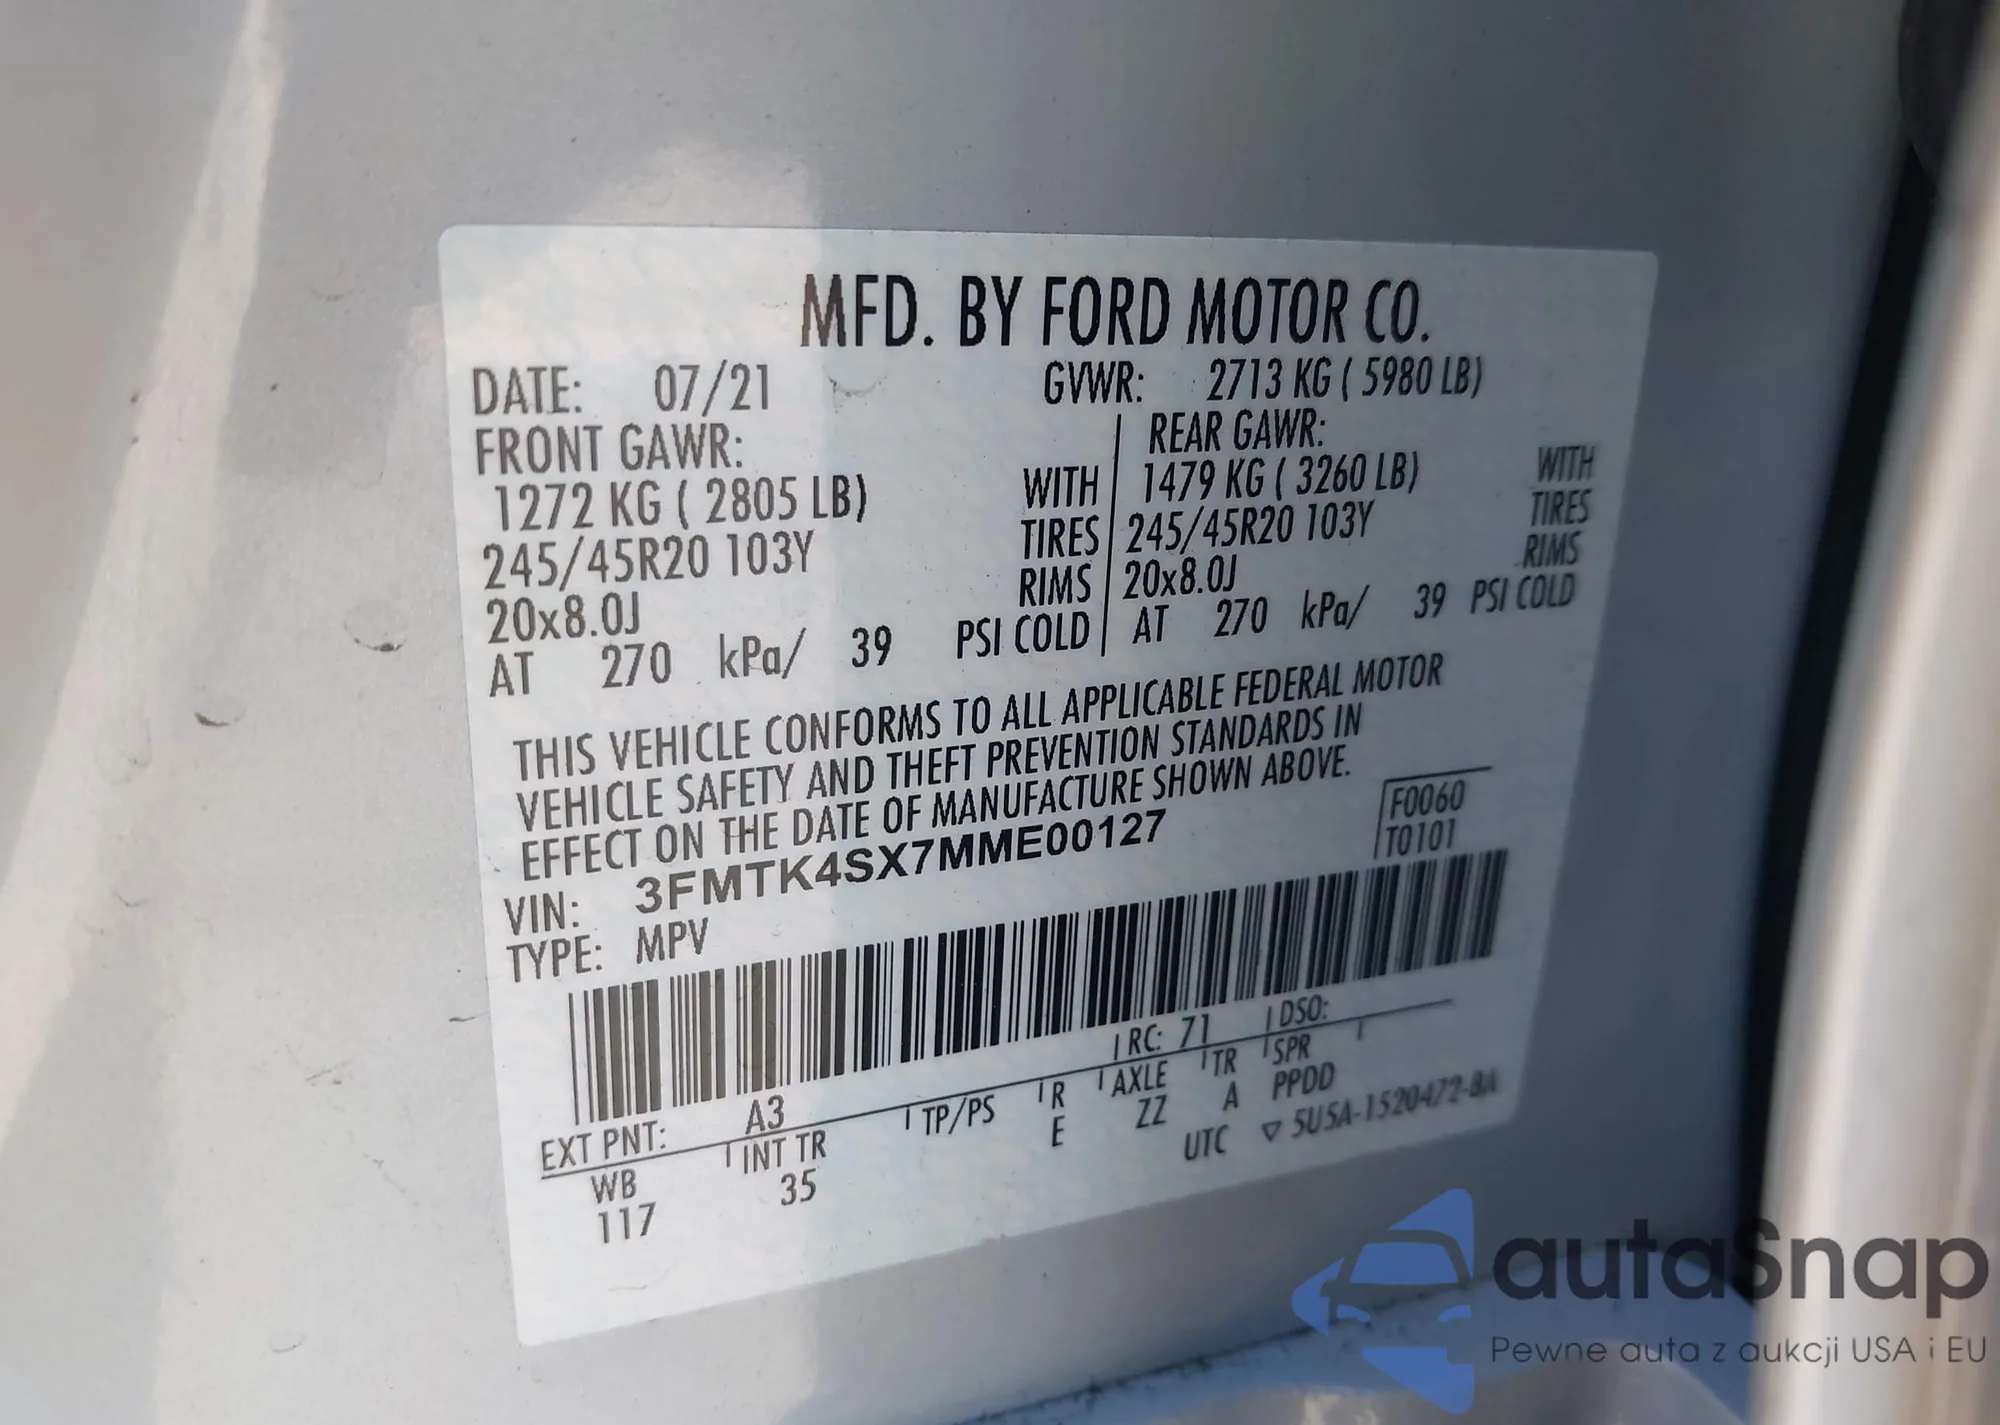 MFD. BY FORD MOTOR CO.
DATE: 07/21 GVWR: 2713 KG ( 5980 LB)
FRONT GAWR: REAR GAWR:
1272 KG ( 2805 LB) WITH 1479 KG ( 3260 LB) WITH
245/45R20 103Y TIRES 245/45R20 103Y TIRES
20x8.0J RIMS 20x8.0J RIMS
AT 270 kPa/ 39 PSI COLD AT 270 kPa/ 39 PSI COLD
THIS VEHICLE CONFORMS TO ALL APPLICABLE FEDERAL MOTOR
VEHICLE SAFETY AND THEFT PREVENTION STANDARDS IN
EFFECT ON THE DATE OF MANUFACTURE SHOWN ABOVE.
F0060
T0101
VIN: 3FMTK4SX7MME00127
TYPE: MPV
EXT PNT: A3 RC: 71 DSO:
WB INT TR TP/PS R AXLE TR SPR
117 35 E ZZ A PPDD
UTC ▽ 5U5A-1520472-BA
autaSnap
Pewne auta z aukcji USA i EU